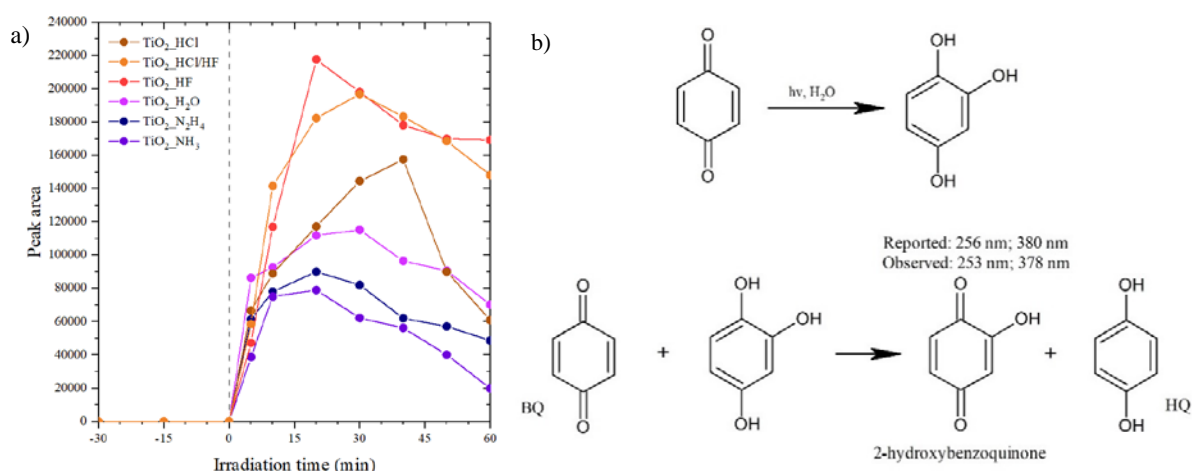 a)
240000
220000
200000
180000
160000
140000
120000
100000
80000
60000
40000
20000
0
Peak area
TiO₂_HCl
TiO₂_HCl/HF
TiO₂_HF
TiO₂_H₂O
TiO₂_N₂H₄
TiO₂_NH₃
-30 -15 0 15 30 45 60
Irradiation time (min)
b)
O
O
hν, H₂O
OH
OH
OH
Reported: 256 nm; 380 nm
Observed: 253 nm; 378 nm
O
O
BQ
+
OH
OH
OH
O
OH
O
2-hydroxybenzoquinone
+
OH
OH
HQ